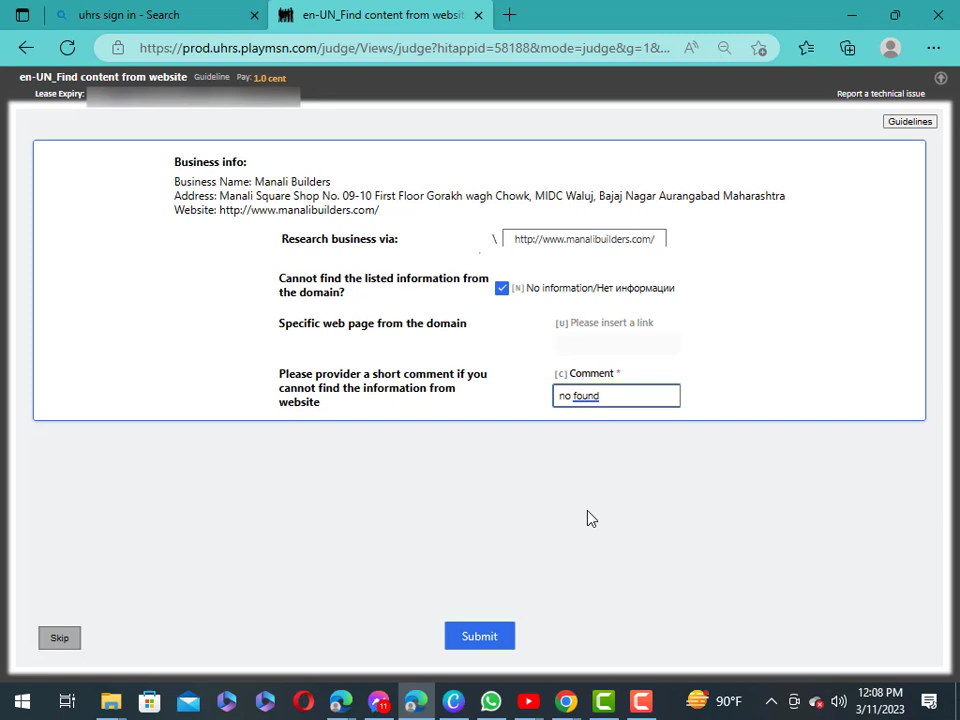 uhrs sign in - Search
en-UN_Find content from websit
https://prod.uhrs.playmsn.com/judge/Views/judge?hitappid=58188&mode=judge&g=1&...
en-UN_Find content from website Guideline Pay: 1.0 cent
Lease Expiry:
Report a technical issue
Guidelines
Business info:
Business Name: Manali Builders
Address: Manali Square Shop No. 09-10 First Floor Gorakh wagh Chowk, MIDC Waluj, Bajaj Nagar Aurangabad Maharashtra
Website: http://www.manalibuilders.com/
Research business via: \ http://www.manalibuilders.com/
Cannot find the listed information from
the domain?
[N] No information/Нет информации
Specific web page from the domain
[U] Please insert a link
Please provider a short comment if you
cannot find the information from
website
[C] Comment *
no found
Skip
Submit
11
90°F
12:08 PM
3/11/2023